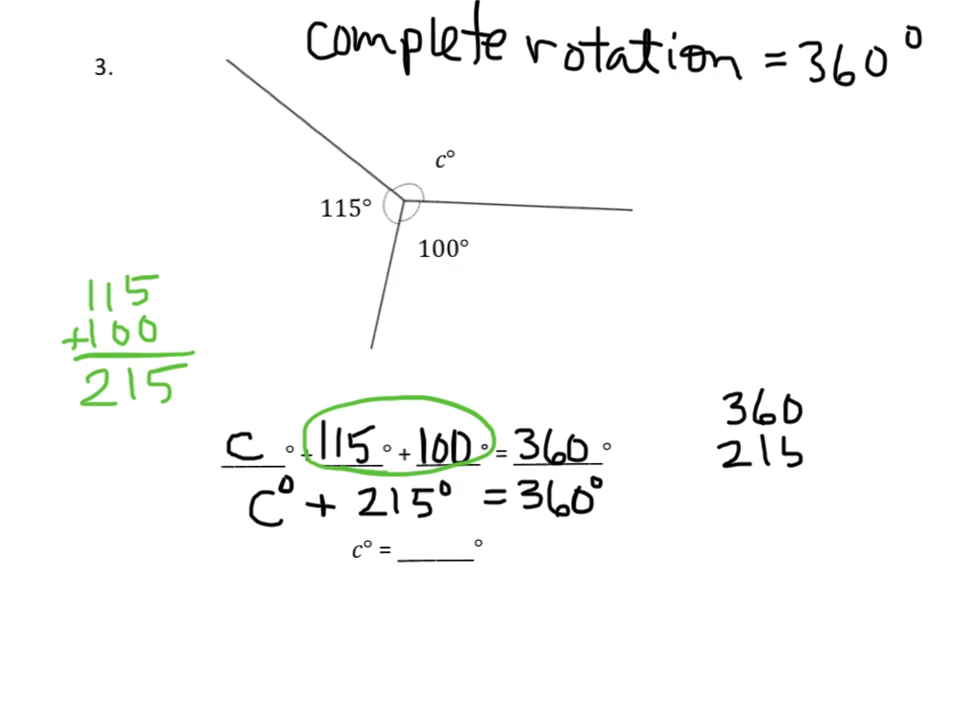 complete rotation = 360°
3.
c°
115°
100°
115
+100
215
c° + 115° + 100° = 360°
c° + 215° = 360°
c° = ______°
360
215